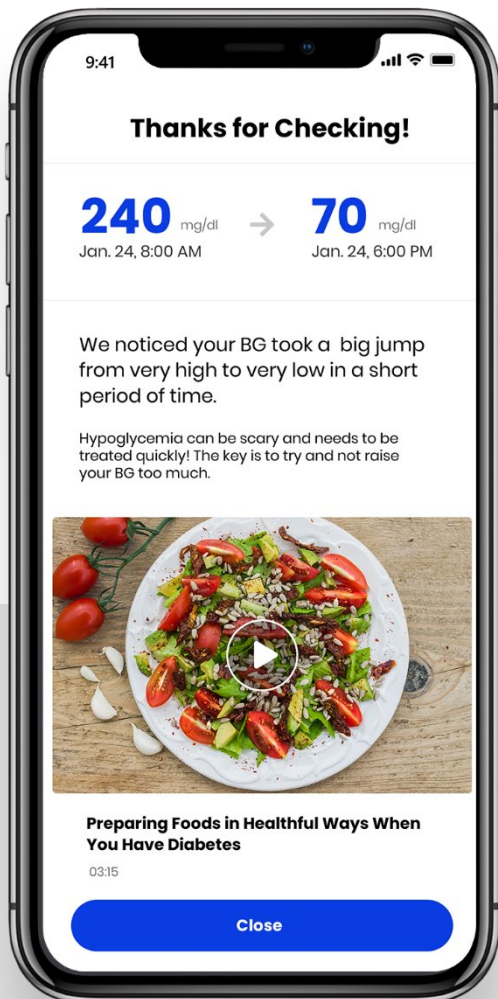 9:41
Thanks for Checking!
240 mg/dl → 70 mg/dl
Jan. 24, 8:00 AM Jan. 24, 6:00 PM
We noticed your BG took a big jump
from very high to very low in a short
period of time.
Hypoglycemia can be scary and needs to be
treated quickly! The key is to try and not raise
your BG too much.
Preparing Foods in Healthful Ways When
You Have Diabetes
03:15
Close